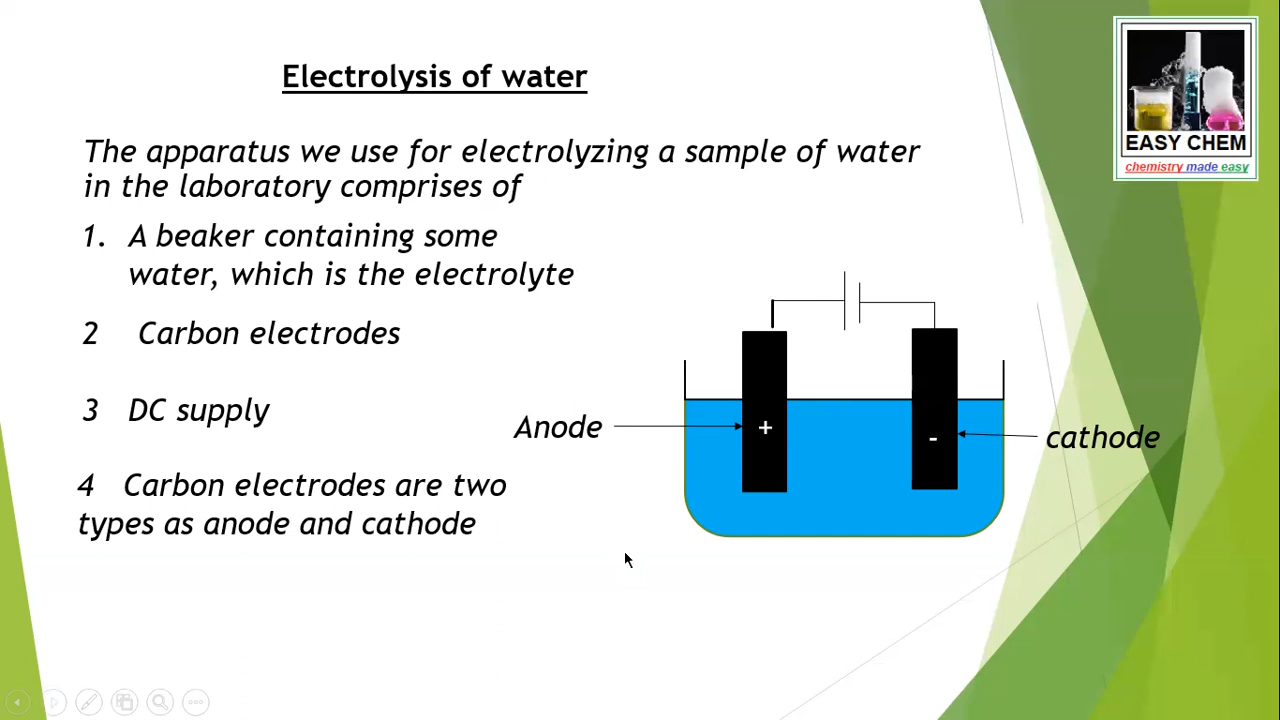 Electrolysis of water
EASY CHEM
chemistry made easy
The apparatus we use for electrolyzing a sample of water
in the laboratory comprises of
1. A beaker containing some
water, which is the electrolyte
2 Carbon electrodes
3 DC supply
Anode
+
-
cathode
4 Carbon electrodes are two
types as anode and cathode